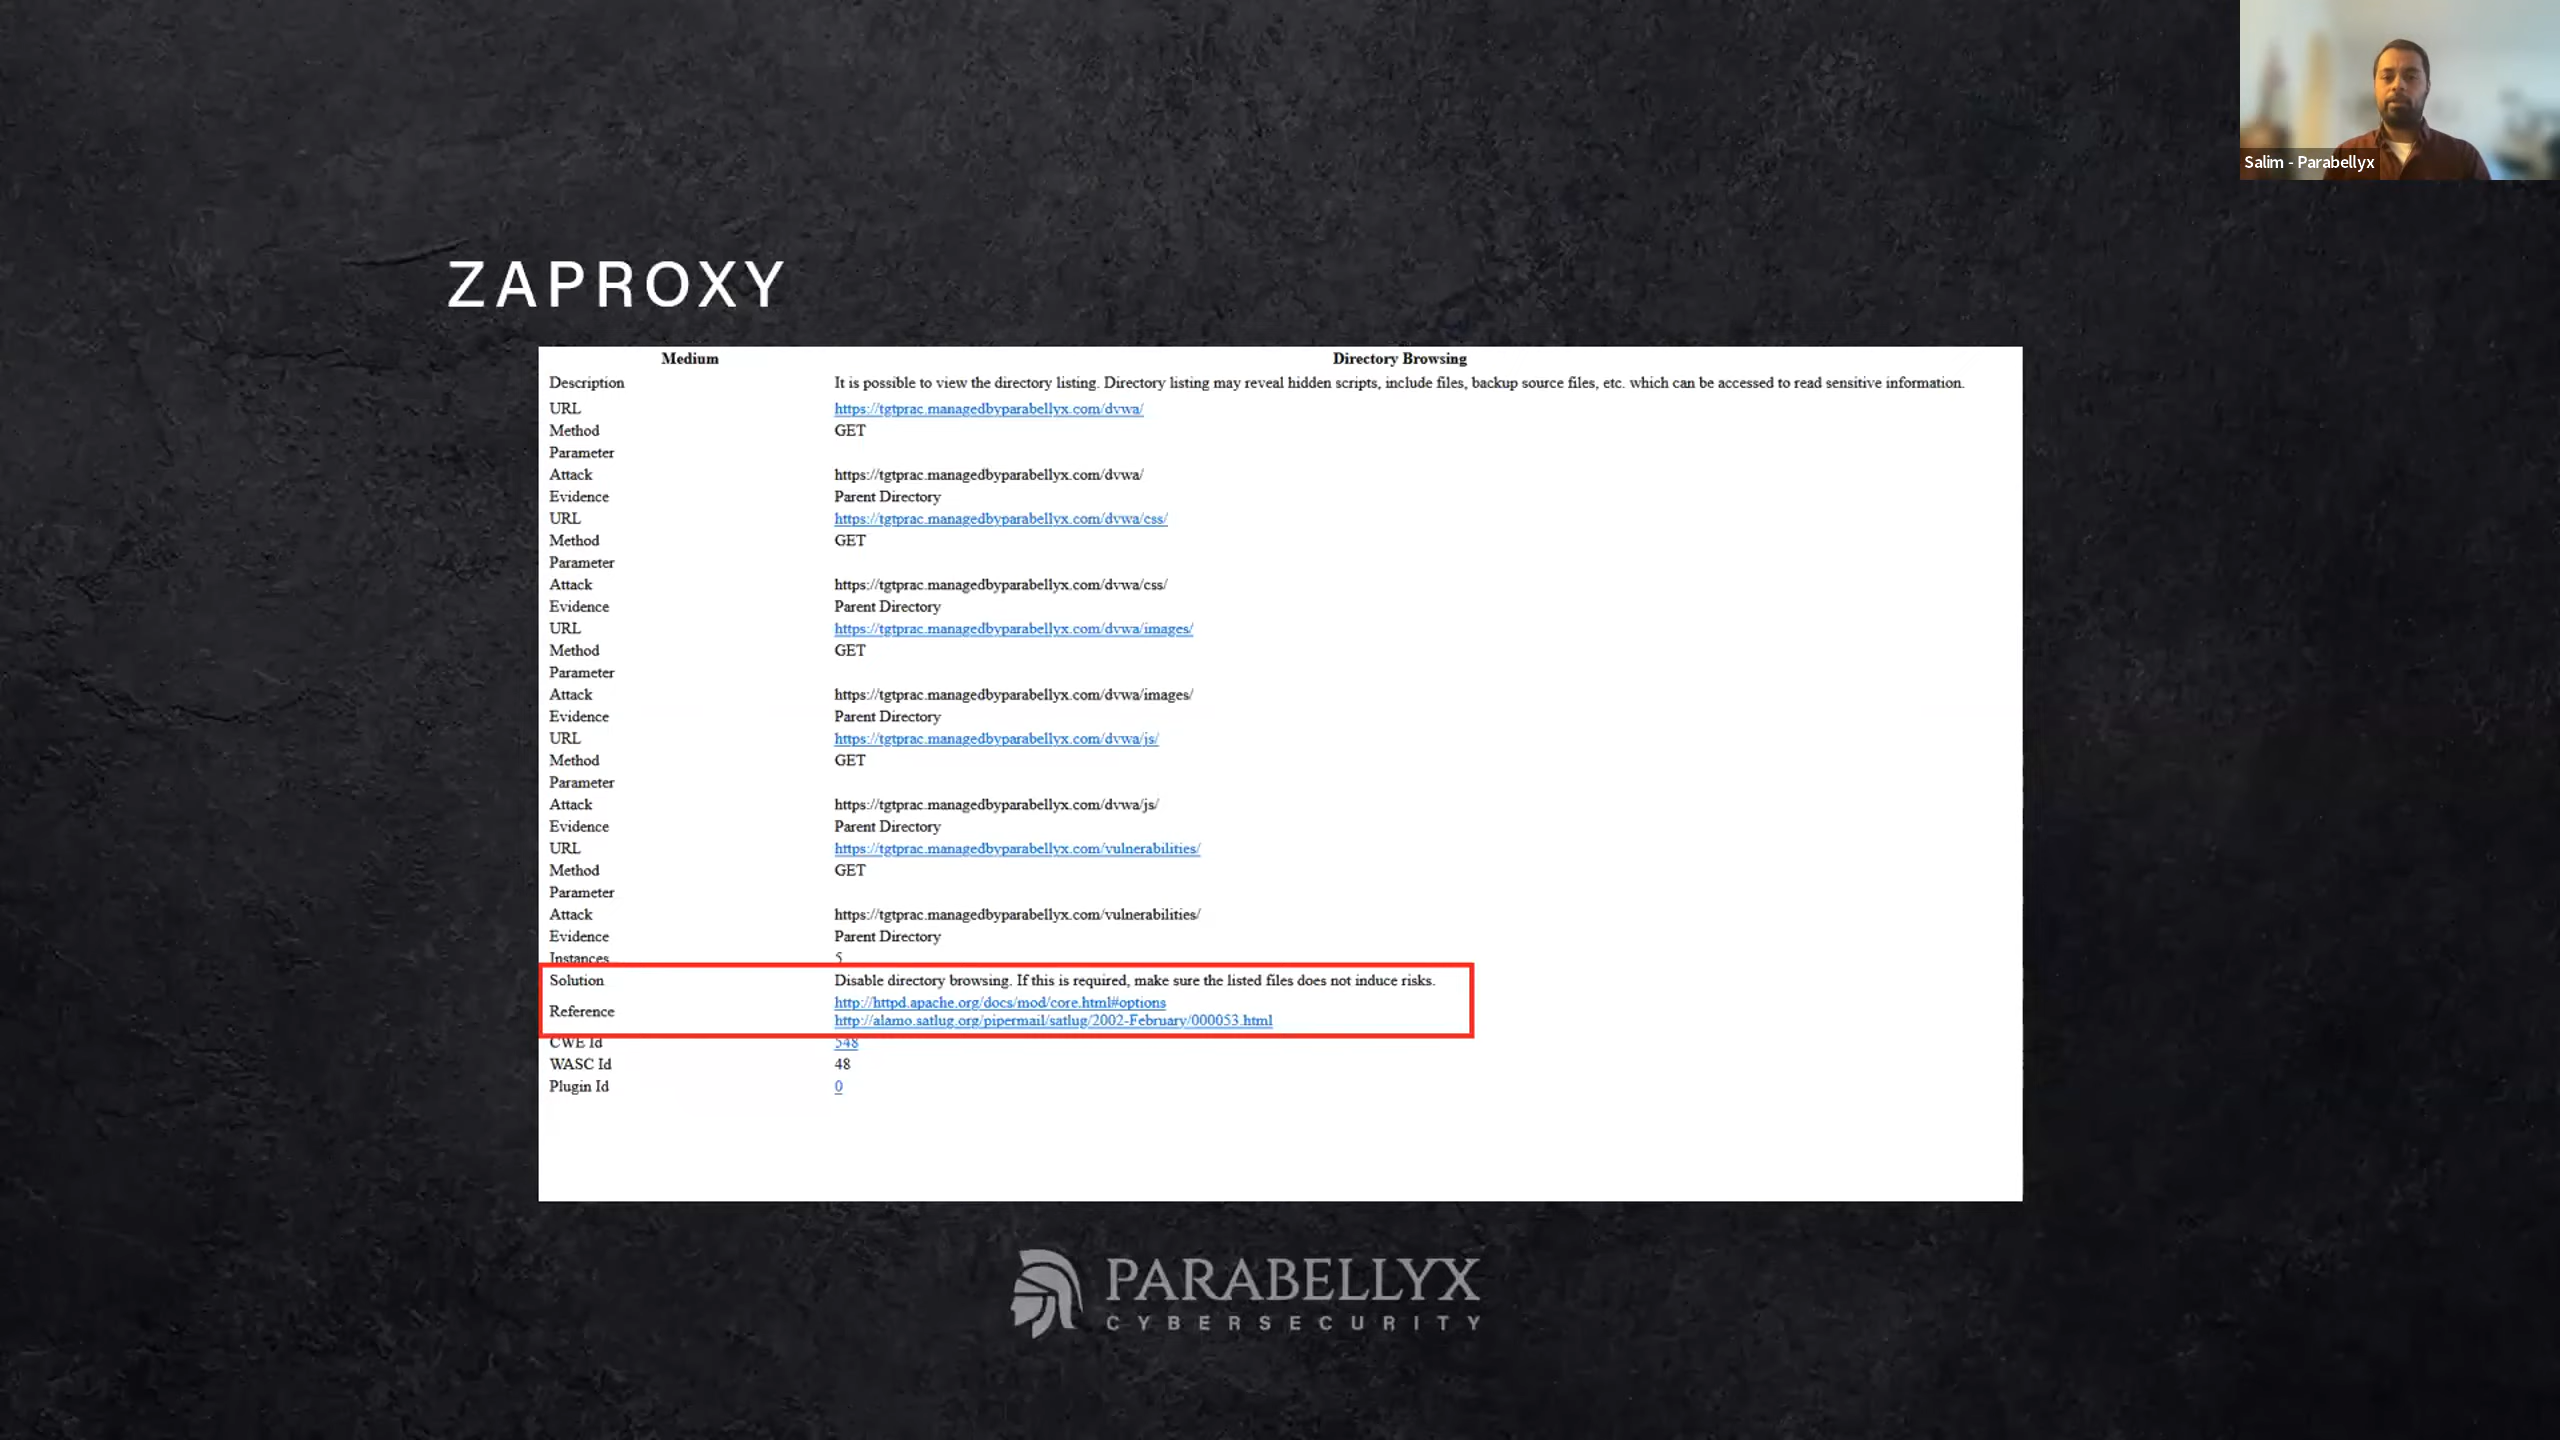 Salim - Parabellyx
ZAPROXY
Medium Directory Browsing
Description It is possible to view the directory listing. Directory listing may reveal hidden scripts, include files, backup source files, etc. which can be accessed to read sensitive information.
URL https://tgtprac.managedbyparabellyx.com/dvwa/
Method GET
Parameter
Attack https://tgtprac.managedbyparabellyx.com/dvwa/
Evidence Parent Directory
URL https://tgtprac.managedbyparabellyx.com/dvwa/css/
Method GET
Parameter
Attack https://tgtprac.managedbyparabellyx.com/dvwa/css/
Evidence Parent Directory
URL https://tgtprac.managedbyparabellyx.com/dvwa/images/
Method GET
Parameter
Attack https://tgtprac.managedbyparabellyx.com/dvwa/images/
Evidence Parent Directory
URL https://tgtprac.managedbyparabellyx.com/dvwa/js/
Method GET
Parameter
Attack https://tgtprac.managedbyparabellyx.com/dvwa/js/
Evidence Parent Directory
URL https://tgtprac.managedbyparabellyx.com/vulnerabilities/
Method GET
Parameter
Attack https://tgtprac.managedbyparabellyx.com/vulnerabilities/
Evidence Parent Directory
Instances 5
Solution Disable directory browsing. If this is required, make sure the listed files does not induce risks.
Reference http://httpd.apache.org/docs/mod/core.html#options
http://alamo.satlug.org/pipermail/satlug/2002-February/000053.html
CWE Id 548
WASC Id 48
Plugin Id 0
PARABELLYX
CYBERSECURITY